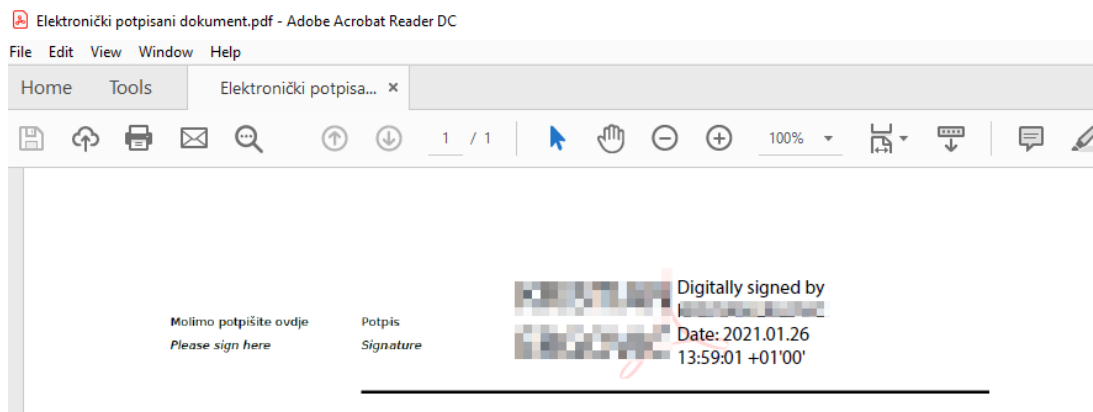 Elektronički potpisani dokument.pdf - Adobe Acrobat Reader DC
File Edit View Window Help
Home Tools Elektronički potpisa... ×
1 / 1 100%
Digitally signed by
Molimo potpišite ovdje Potpis
Date: 2021.01.26
Please sign here Signature
13:59:01 +01'00'